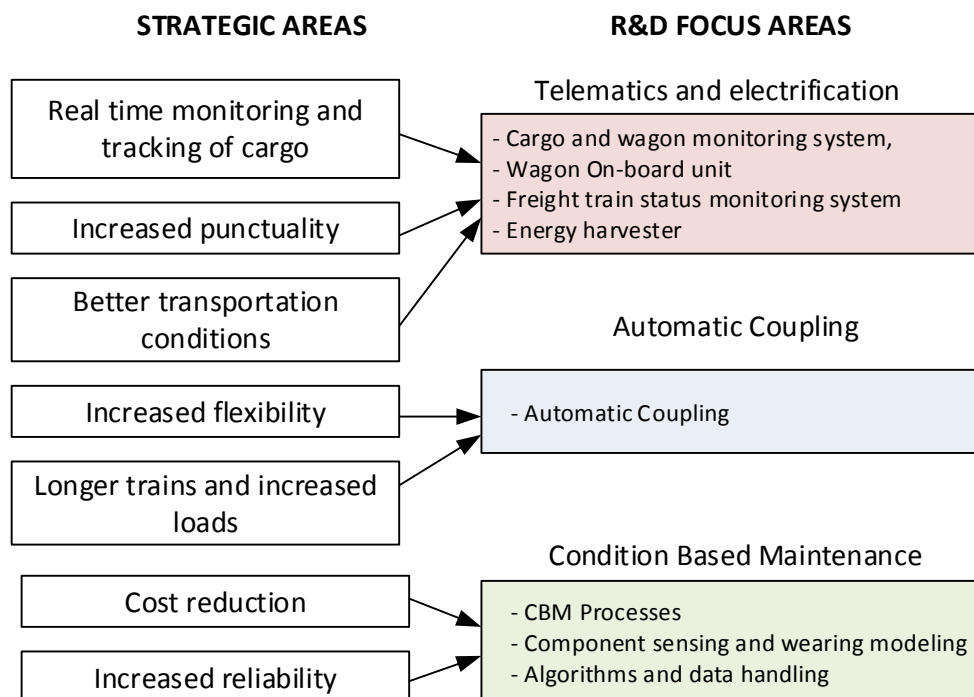 STRATEGIC AREAS
R&D FOCUS AREAS
Real time monitoring and
tracking of cargo
Increased punctuality
Better transportation
conditions
Increased flexibility
Longer trains and increased
loads
Cost reduction
Increased reliability
Telematics and electrification
- Cargo and wagon monitoring system,
- Wagon On-board unit
- Freight train status monitoring system
- Energy harvester
Automatic Coupling
- Automatic Coupling
Condition Based Maintenance
- CBM Processes
- Component sensing and wearing modeling
- Algorithms and data handling